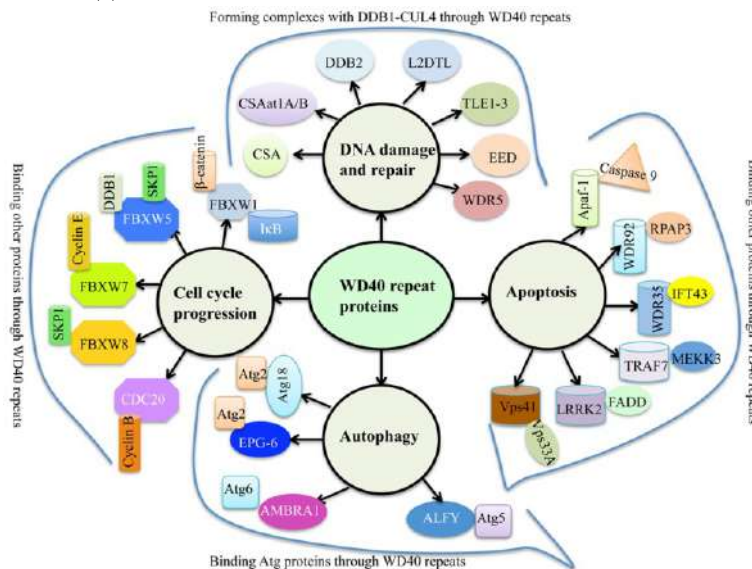 Forming complexes with DDB1-CUL4 through WD40 repeats
DDB2
L2DTL
CSAat1A/B
TLE1-3
CSA
DNA damage
and repair
EED
WDR5
Binding other proteins through WD40 repeats
β-catenin
SKP1
DDB1
FBXW5
FBXW1
IκB
Cyclin E
FBXW7
SKP1
FBXW8
CDC20
Cyclin B
Cell cycle
progression
WD40 repeat
proteins
Apoptosis
Apaf-1
Caspase 9
WDR92
RPAP3
WDR35
IFT43
TRAF7
MEKK3
LRRK2
FADD
Vps41
Vps33A
Autophagy
Atg2
Atg18
Atg2
EPG-6
Atg6
AMBRA1
ALFY
Atg5
Binding Atg proteins through WD40 repeats